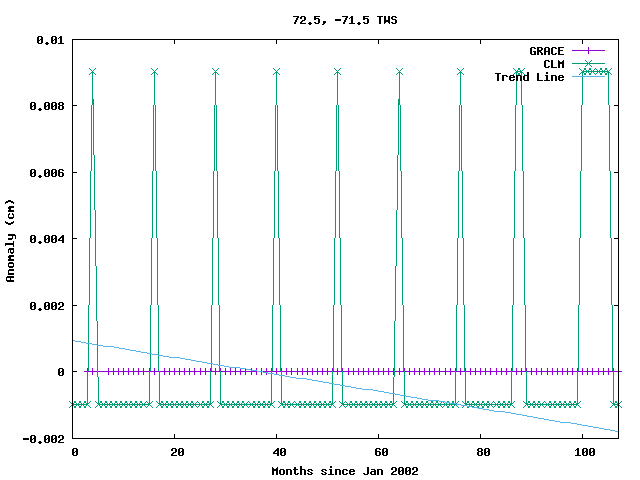 72.5, -71.5 TWS
GRACE
CLM
Trend Line
0.01
0.008
0.006
0.004
0.002
0
-0.002
Anomaly (cm)
0 20 40 60 80 100
Months since Jan 2002